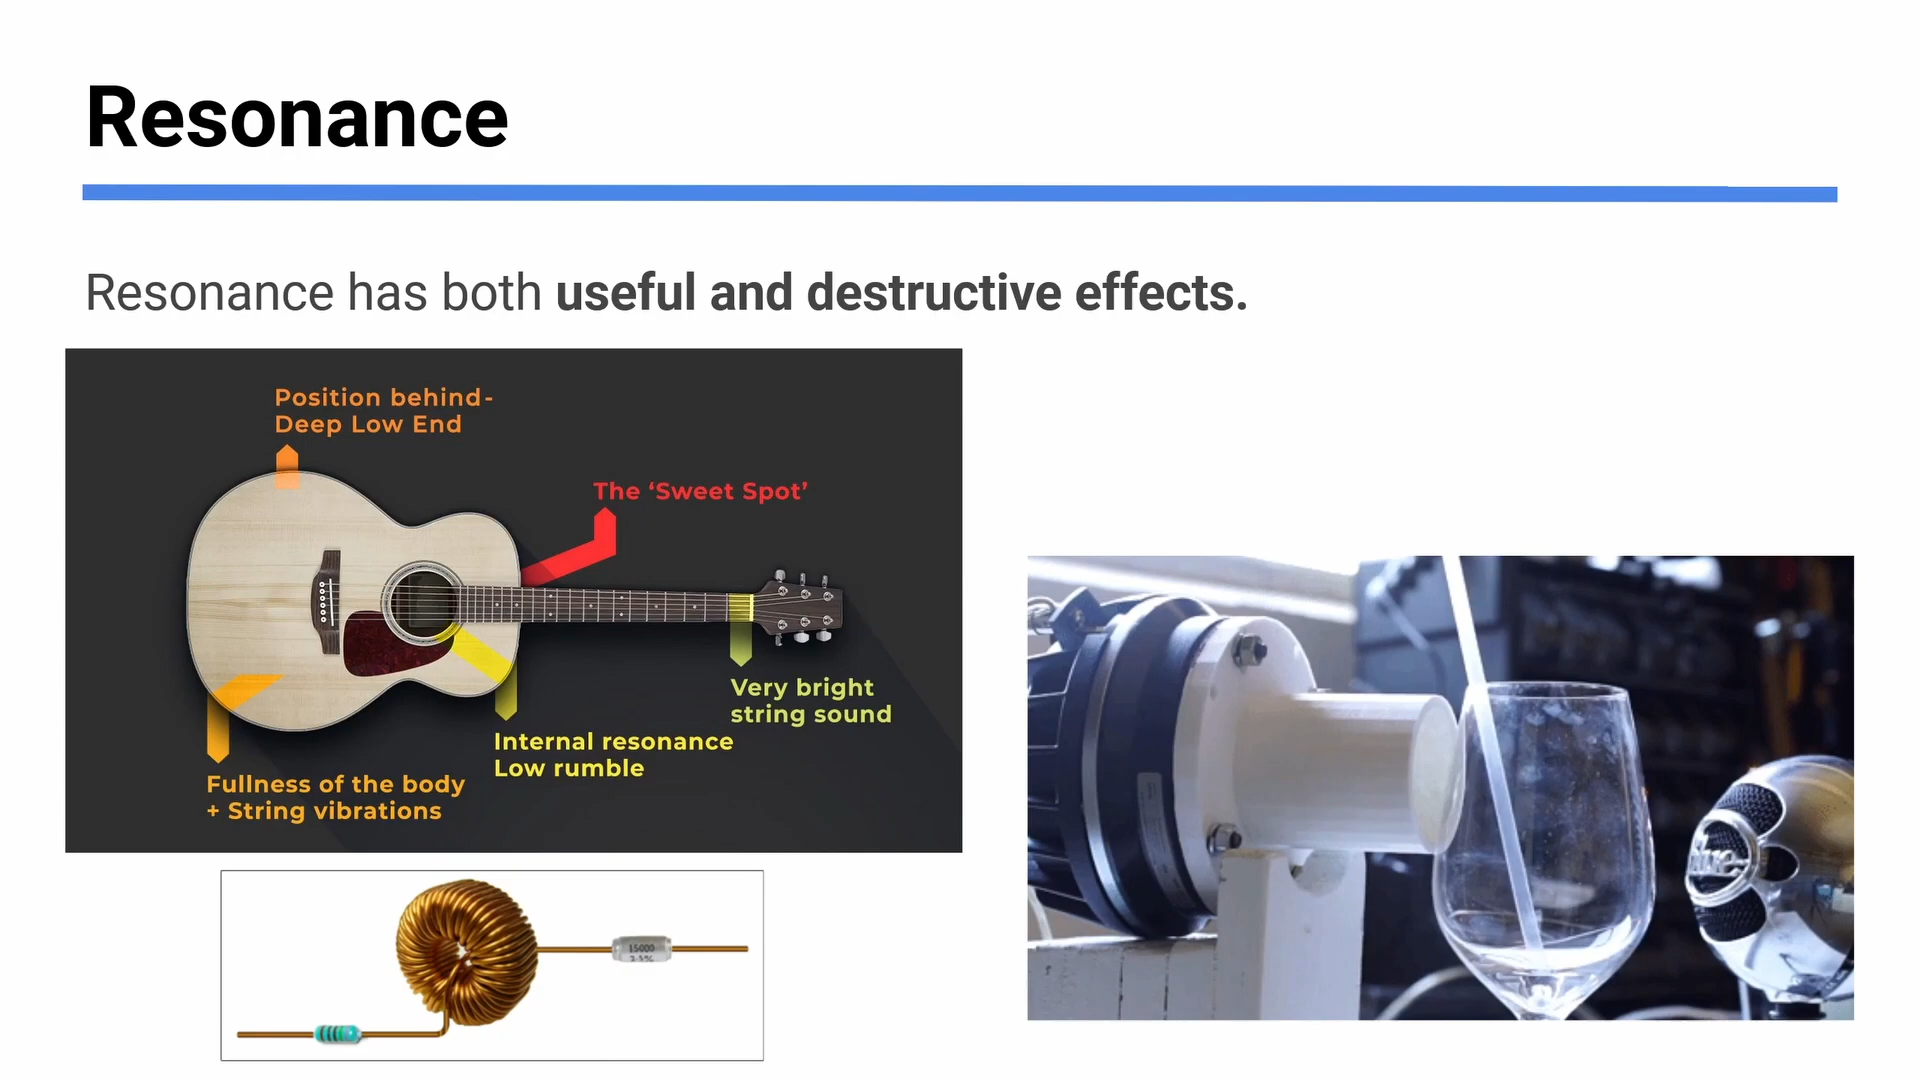 Resonance
Resonance has both useful and destructive effects.
Position behind-
Deep Low End
The ‘Sweet Spot’
Very bright
string sound
Internal resonance
Low rumble
Fullness of the body
+ String vibrations
15000